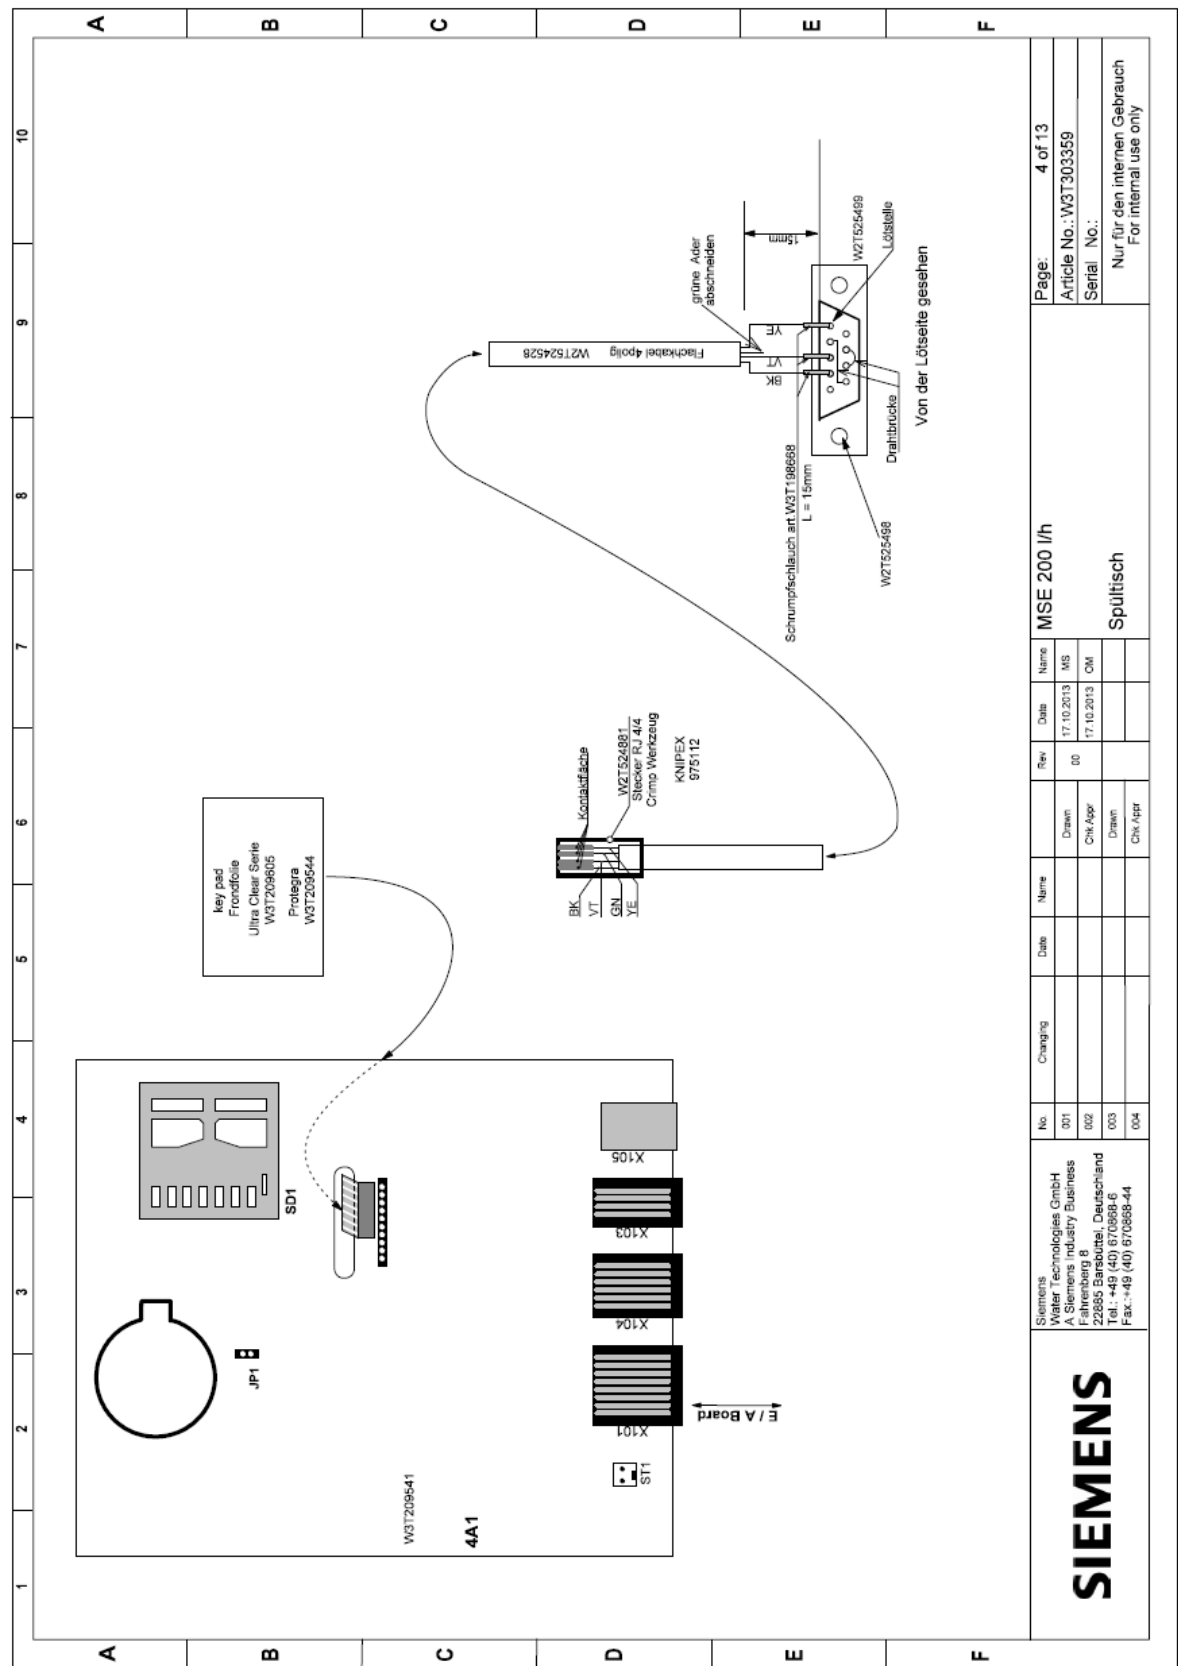 1 2 3 4 5 6 7 8 9 10
A
B
C
D
E
F
A
B
C
D
E
F
SD1
JP1
W3T209541
4A1
ST1
X101
X104
X103
X105
E / A Board
key pad
Frondfolie
Ultra Clear Serie
W3T209605
Protegra
W3T209544
Kontaktfläche
BK
VT
GN
YE
W2T524881
Stecker RJ 4/4
Crimp Werkzeug
KNIPEX
975112
W2T524528 Flachkabel 4polig
grüne Ader
abschneiden
15mm
BK
VT
YE
Schrumpfschlauch art.W3T198668
L = 15mm
W2T525499
Lötstelle
W2T525498
Drahtbrücke
Von der Lötseite gesehen
SIEMENS
Siemens
Water Technologies GmbH
A Siemens Industry Business
Fahrenberg 8
22885 Barsbüttel, Deutschland
Tel.: +49 (40) 670868-6
Fax.:+49 (40) 670868-44
No. Changing Date Name Rev Date Name
001 Drawn 00 17.10.2013 MS
002 Chk Appr 17.10.2013 OM
003 Drawn
004 Chk Appr
MSE 200 l/h
Spültisch
Page: 4 of 13
Article No.: W3T303359
Serial No.:
Nur für den internen Gebrauch
For internal use only